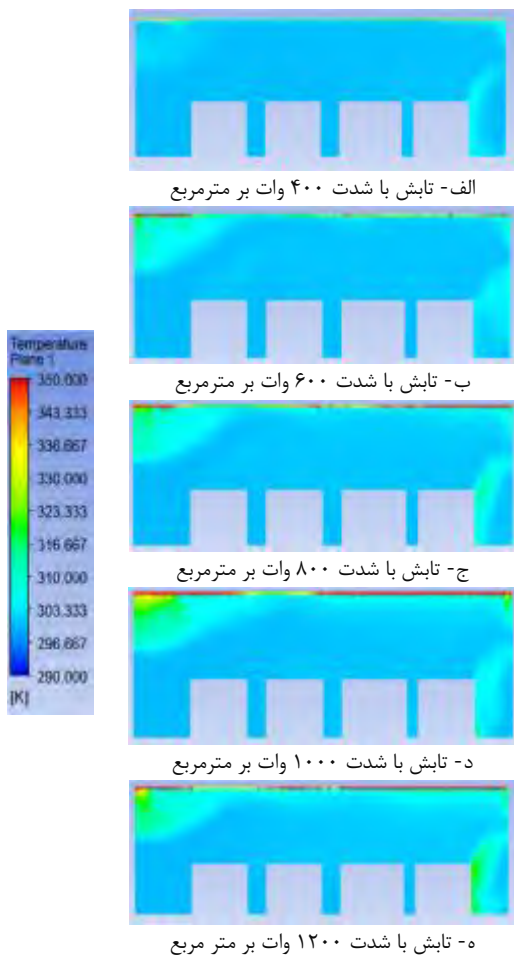 الف- تابش با شدت ۴۰۰ وات بر مترمربع
ب- تابش با شدت ۶۰۰ وات بر مترمربع
Temperature
Plane 1
350.000
343.333
336.667
330.000
323.333
316.667
310.000
303.333
296.667
290.000
[K]
ج- تابش با شدت ۸۰۰ وات بر مترمربع
د- تابش با شدت ۱۰۰۰ وات بر مترمربع
ه- تابش با شدت ۱۲۰۰ وات بر متر مربع